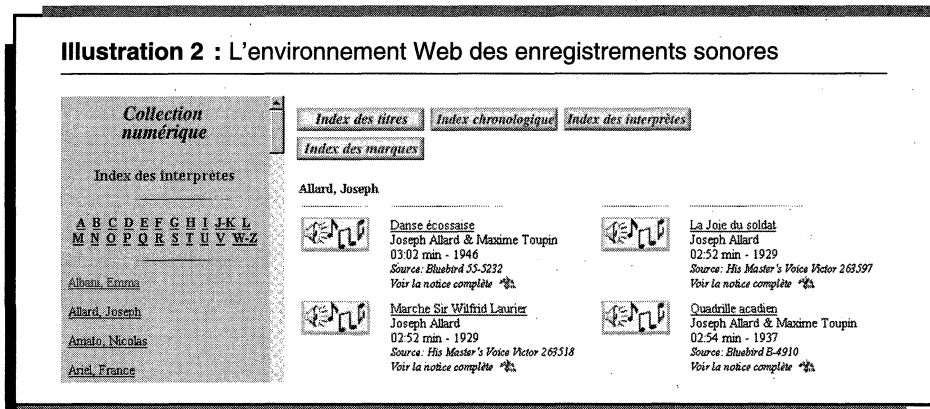 Illustration 2 : L'environnement Web des enregistrements sonores
Collection
numérique
Index des interprètes
A B C D E F G H I J-K L
M N O P Q R S T U V W-Z
Albani, Emma
Allard, Joseph
Amato, Nicolas
Ariel, France
Index des titres Index chronologique Index des interprètes
Index des marques
Allard, Joseph
Danse écossaise
Joseph Allard & Maxime Toupin
03:02 min - 1946
Source: Bluebird 55-5232
Voir la notice complète
La Joie du soldat
Joseph Allard
02:52 min - 1929
Source: His Master's Voice Victor 263597
Voir la notice complète
Marche Sir Wilfrid Laurier
Joseph Allard
02:52 min - 1929
Source: His Master's Voice Victor 263518
Voir la notice complète
Quadrille acadien
Joseph Allard & Maxime Toupin
02:54 min - 1937
Source: Bluebird B-4910
Voir la notice complète